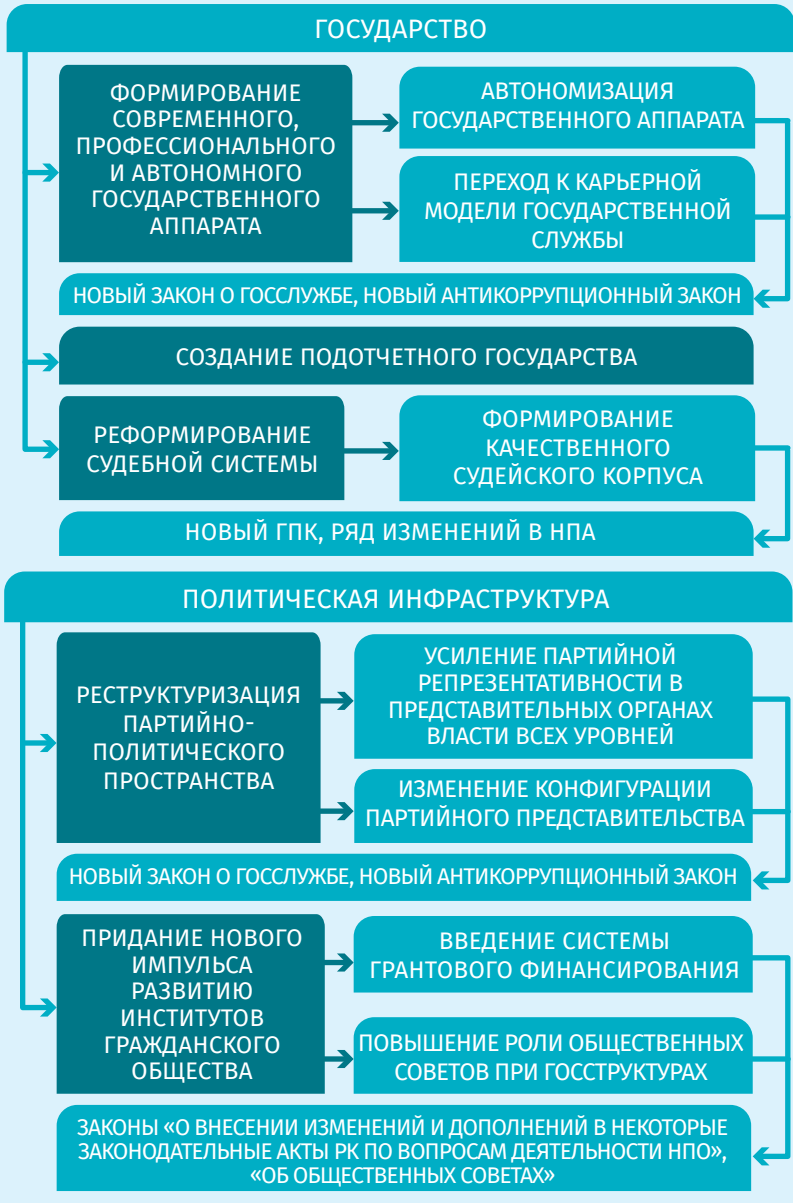 ГОСУДАРСТВО
ФОРМИРОВАНИЕ
СОВРЕМЕННОГО,
ПРОФЕССИОНАЛЬНОГО
И АВТОНОМНОГО
ГОСУДАРСТВЕННОГО
АППАРАТА
АВТОНОМИЗАЦИЯ
ГОСУДАРСТВЕННОГО АППАРАТА
ПЕРЕХОД К КАРЬЕРНОЙ
МОДЕЛИ ГОСУДАРСТВЕННОЙ
СЛУЖБЫ
НОВЫЙ ЗАКОН О ГОССЛУЖБЕ, НОВЫЙ АНТИКОРРУПЦИОННЫЙ ЗАКОН
СОЗДАНИЕ ПОДОТЧЕТНОГО ГОСУДАРСТВА
РЕФОРМИРОВАНИЕ
СУДЕБНОЙ СИСТЕМЫ
ФОРМИРОВАНИЕ
КАЧЕСТВЕННОГО
СУДЕЙСКОГО КОРПУСА
НОВЫЙ ГПК, РЯД ИЗМЕНЕНИЙ В НПА
ПОЛИТИЧЕСКАЯ ИНФРАСТРУКТУРА
РЕСТРУКТУРИЗАЦИЯ
ПАРТИЙНО-
ПОЛИТИЧЕСКОГО
ПРОСТРАНСТВА
УСИЛЕНИЕ ПАРТИЙНОЙ
РЕПРЕЗЕНТАТИВНОСТИ В
ПРЕДСТАВИТЕЛЬНЫХ ОРГАНАХ
ВЛАСТИ ВСЕХ УРОВНЕЙ
ИЗМЕНЕНИЕ КОНФИГУРАЦИИ
ПАРТИЙНОГО ПРЕДСТАВИТЕЛЬСТВА
НОВЫЙ ЗАКОН О ГОССЛУЖБЕ, НОВЫЙ АНТИКОРРУПЦИОННЫЙ ЗАКОН
ПРИДАНИЕ НОВОГО
ИМПУЛЬСА
РАЗВИТИЮ
ИНСТИТУТОВ
ГРАЖДАНСКОГО
ОБЩЕСТВА
ВВЕДЕНИЕ СИСТЕМЫ
ГРАНТОВОГО ФИНАНСИРОВАНИЯ
ПОВЫШЕНИЕ РОЛИ ОБЩЕСТВЕННЫХ
СОВЕТОВ ПРИ ГОССТРУКТУРАХ
ЗАКОНЫ «О ВНЕСЕНИИ ИЗМЕНЕНИЙ И ДОПОЛНЕНИЙ В НЕКОТОРЫЕ
ЗАКОНОДАТЕЛЬНЫЕ АКТЫ РК ПО ВОПРОСАМ ДЕЯТЕЛЬНОСТИ НПО»,
«ОБ ОБЩЕСТВЕННЫХ СОВЕТАХ»